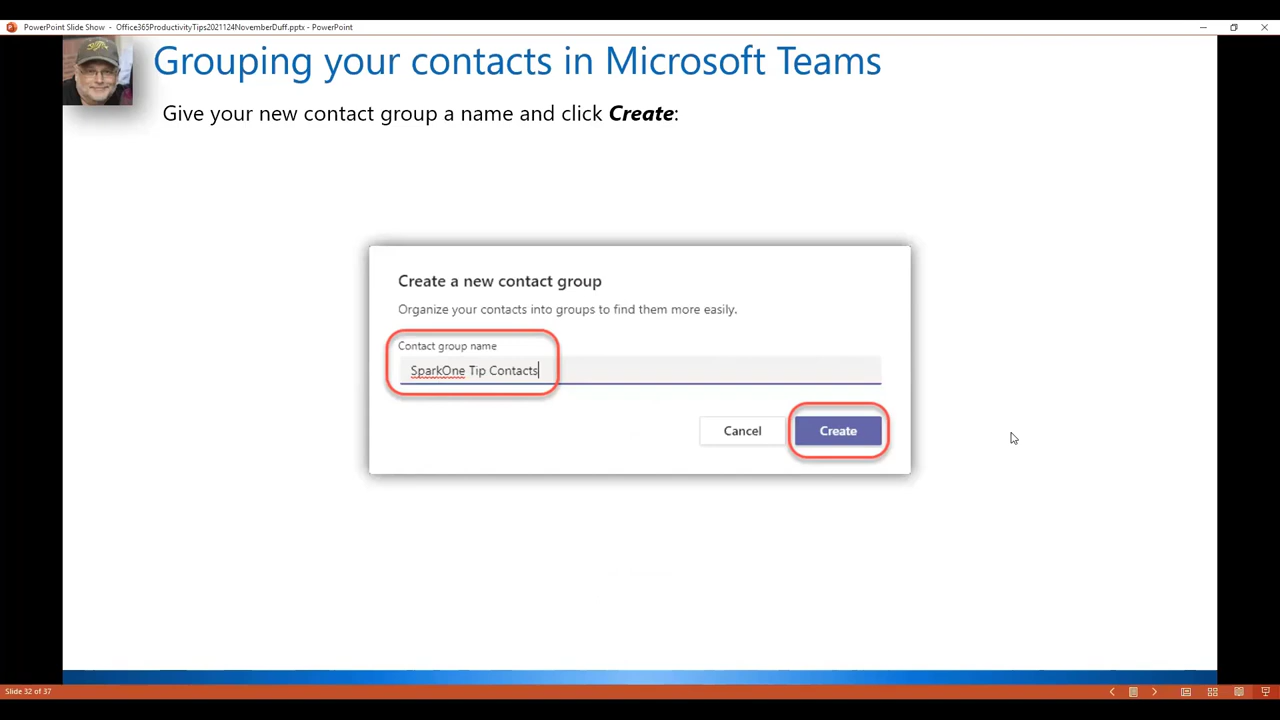 PowerPoint Slide Show - Office365ProductivityTips2021124NovemberDuff.pptx - PowerPoint
Grouping your contacts in Microsoft Teams
Give your new contact group a name and click Create:
Create a new contact group
Organize your contacts into groups to find them more easily.
Contact group name
SparkOne Tip Contacts
Cancel
Create
Slide 32 of 37